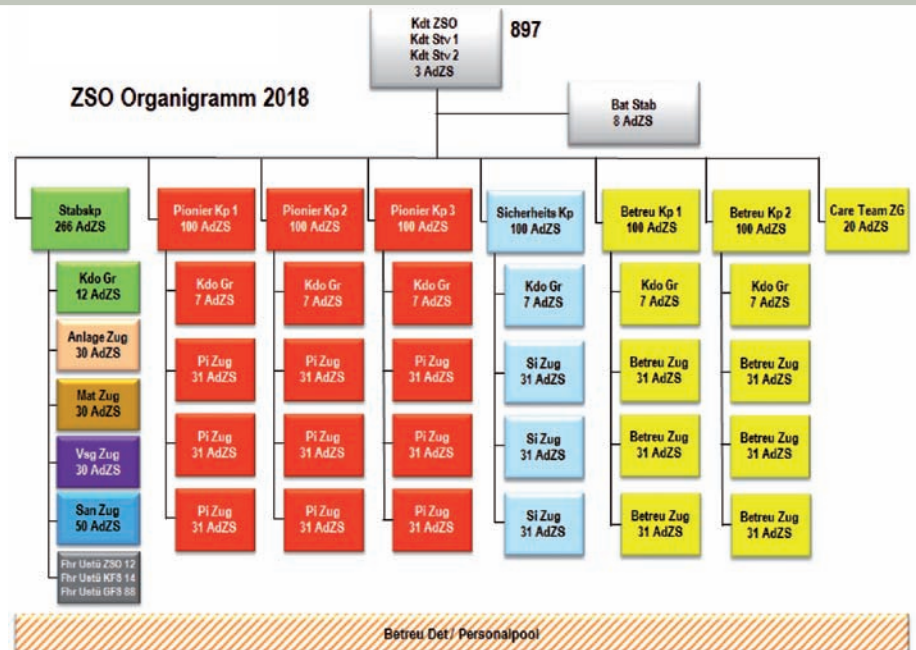 Kdt ZSO
Kdt Stv 1
Kdt Stv 2
3 AdZS
897
ZSO Organigramm 2018
Bat Stab
8 AdZS
Stabskp
266 AdZS
Pionier Kp 1
100 AdZS
Pionier Kp 2
100 AdZS
Pionier Kp 3
100 AdZS
Sicherheits Kp
100 AdZS
Betreu Kp 1
100 AdZS
Betreu Kp 2
100 AdZS
Care Team ZG
20 AdZS
Kdo Gr
12 AdZS
Kdo Gr
7 AdZS
Kdo Gr
7 AdZS
Kdo Gr
7 AdZS
Kdo Gr
7 AdZS
Kdo Gr
7 AdZS
Kdo Gr
7 AdZS
Anlage Zug
30 AdZS
Pi Zug
31 AdZS
Pi Zug
31 AdZS
Pi Zug
31 AdZS
Si Zug
31 AdZS
Betreu Zug
31 AdZS
Betreu Zug
31 AdZS
Mat Zug
30 AdZS
Vsg Zug
30 AdZS
Pi Zug
31 AdZS
Pi Zug
31 AdZS
Pi Zug
31 AdZS
Si Zug
31 AdZS
Betreu Zug
31 AdZS
Betreu Zug
31 AdZS
San Zug
50 AdZS
Pi Zug
31 AdZS
Pi Zug
31 AdZS
Pi Zug
31 AdZS
Si Zug
31 AdZS
Betreu Zug
31 AdZS
Betreu Zug
31 AdZS
Fhr Ustü ZSO 12
Fhr Ustü KFS 14
Fhr Ustü GFS 88
Betreu Det / Personalpool